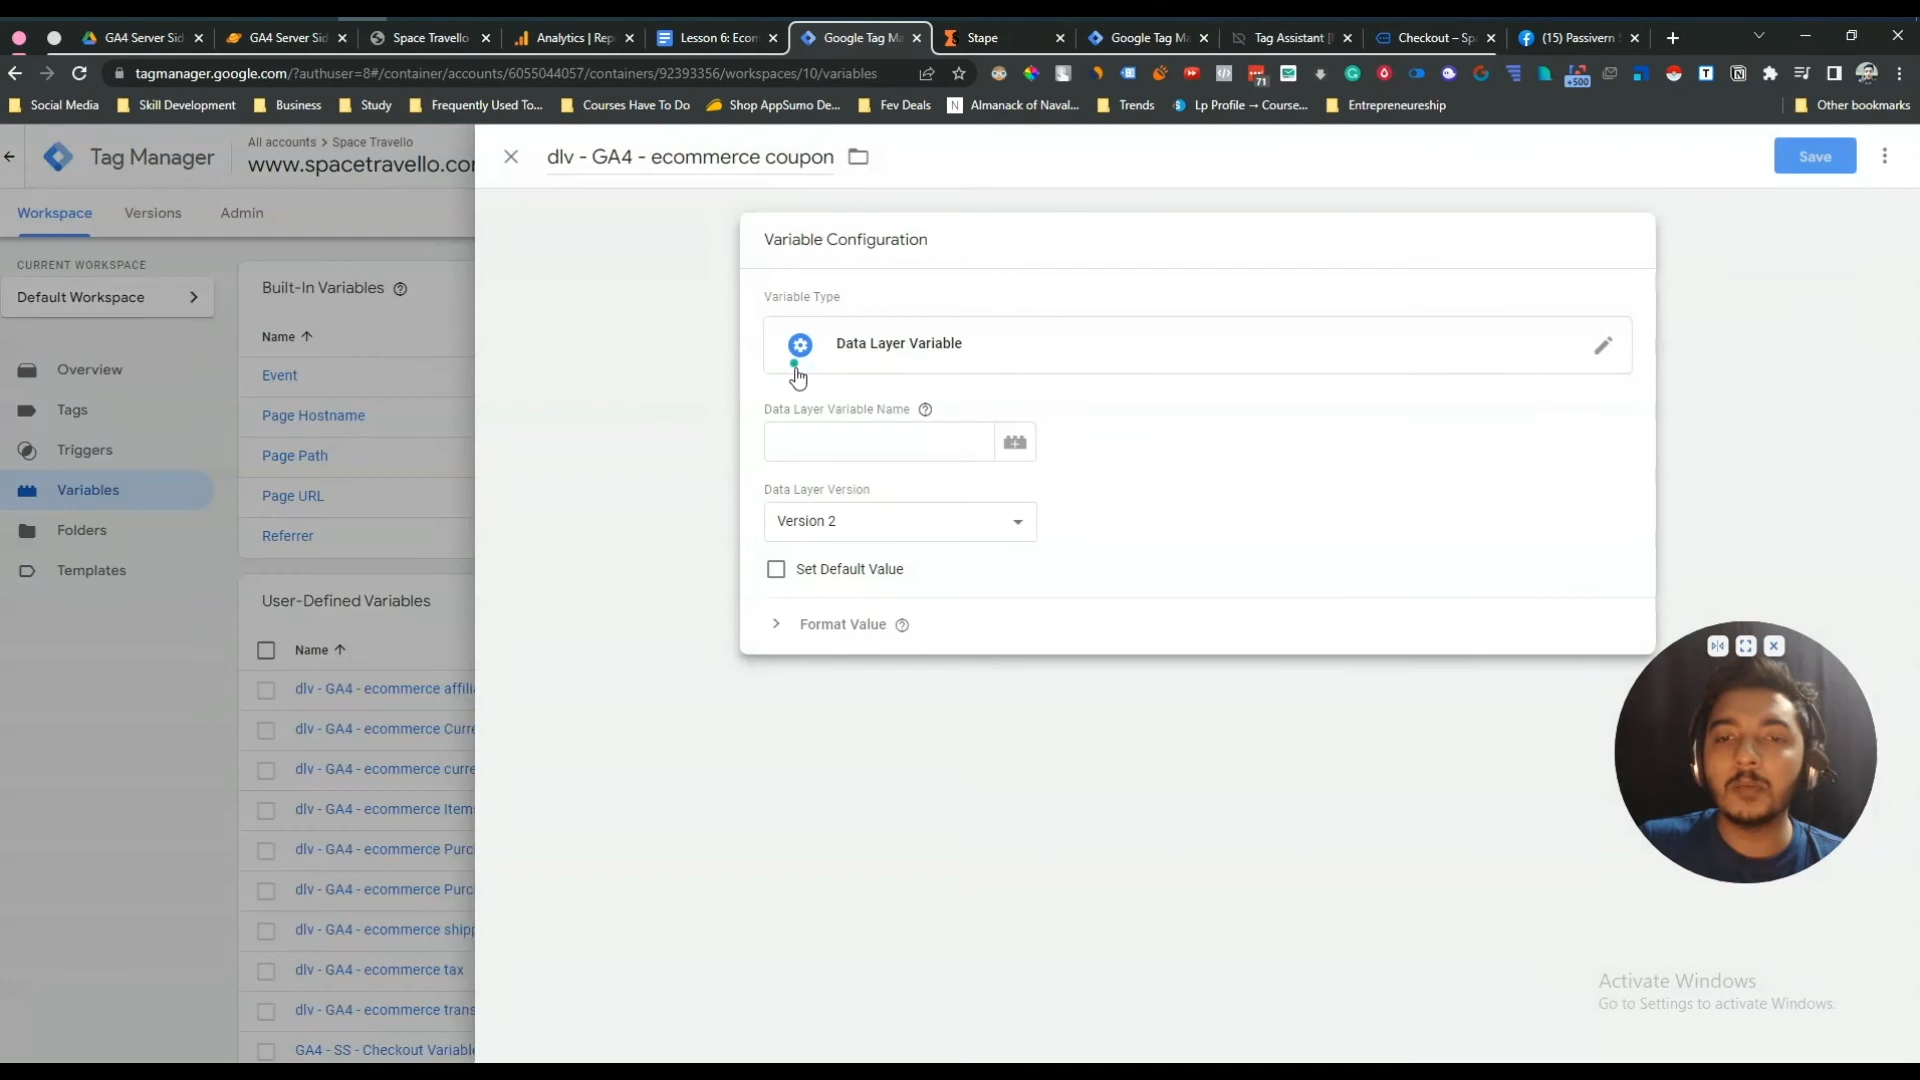 GA4 Server Sid
GA4 Server Sid
Space Travello
Analytics | Rep
Lesson 6: Ecom
Google Tag Ma
Stape
Google Tag Ma
Tag Assistant [
Checkout – Sp
(15) Passivern S
tagmanager.google.com/?authuser=8#/container/accounts/6055044057/containers/92393356/workspaces/10/variables
71
+500
Social Media
Skill Development
Business
Study
Frequently Used To...
Courses Have To Do
Shop AppSumo De...
Fev Deals
Almanack of Naval...
Trends
Lp Profile → Course...
Entrepreneureship
Other bookmarks
Tag Manager
All accounts > Space Travello
www.spacetravello.com
Workspace
Versions
Admin
CURRENT WORKSPACE
Default Workspace
Overview
Tags
Triggers
Variables
Folders
Templates
Built-In Variables
Name
Event
Page Hostname
Page Path
Page URL
Referrer
User-Defined Variables
Name
dlv - GA4 - ecommerce affilia
dlv - GA4 - ecommerce Curre
dlv - GA4 - ecommerce curre
dlv - GA4 - ecommerce Item
dlv - GA4 - ecommerce Purc
dlv - GA4 - ecommerce Purc
dlv - GA4 - ecommerce shipp
dlv - GA4 - ecommerce tax
dlv - GA4 - ecommerce trans
GA4 - SS - Checkout Variable
dlv - GA4 - ecommerce coupon
Save
Variable Configuration
Variable Type
Data Layer Variable
Data Layer Variable Name
Data Layer Version
Version 2
Set Default Value
Format Value
Activate Windows
Go to Settings to activate Windows.